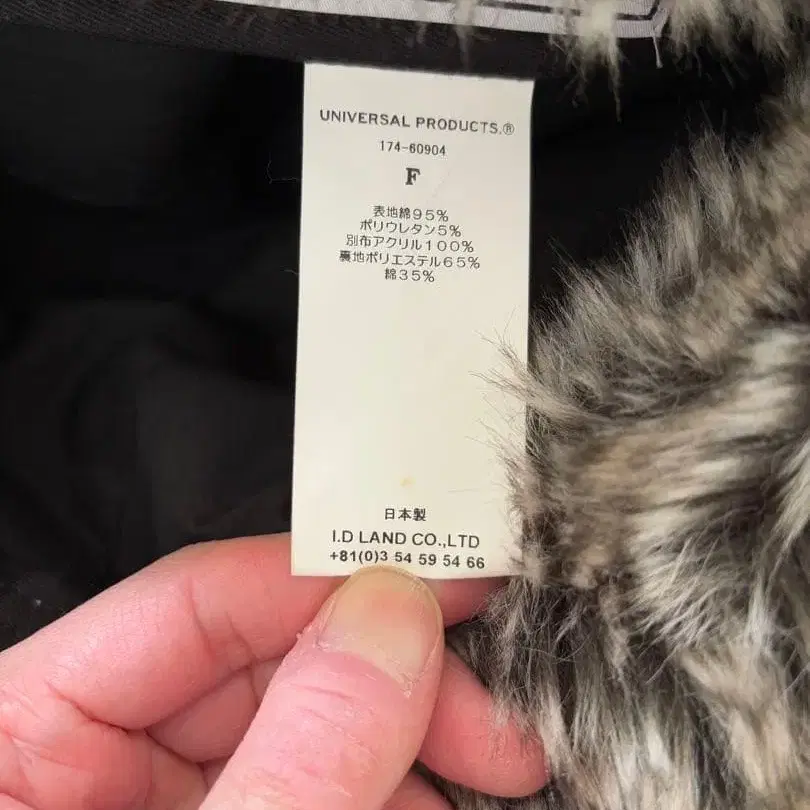 UNIVERSAL PRODUCTS.®
174-60904
F
表地綿95%
ポリウレタン5%
別布アクリル100%
裏地ポリエステル65%
綿35%
日本製
I.D LAND CO.,LTD
+81(0)3 54 59 54 66